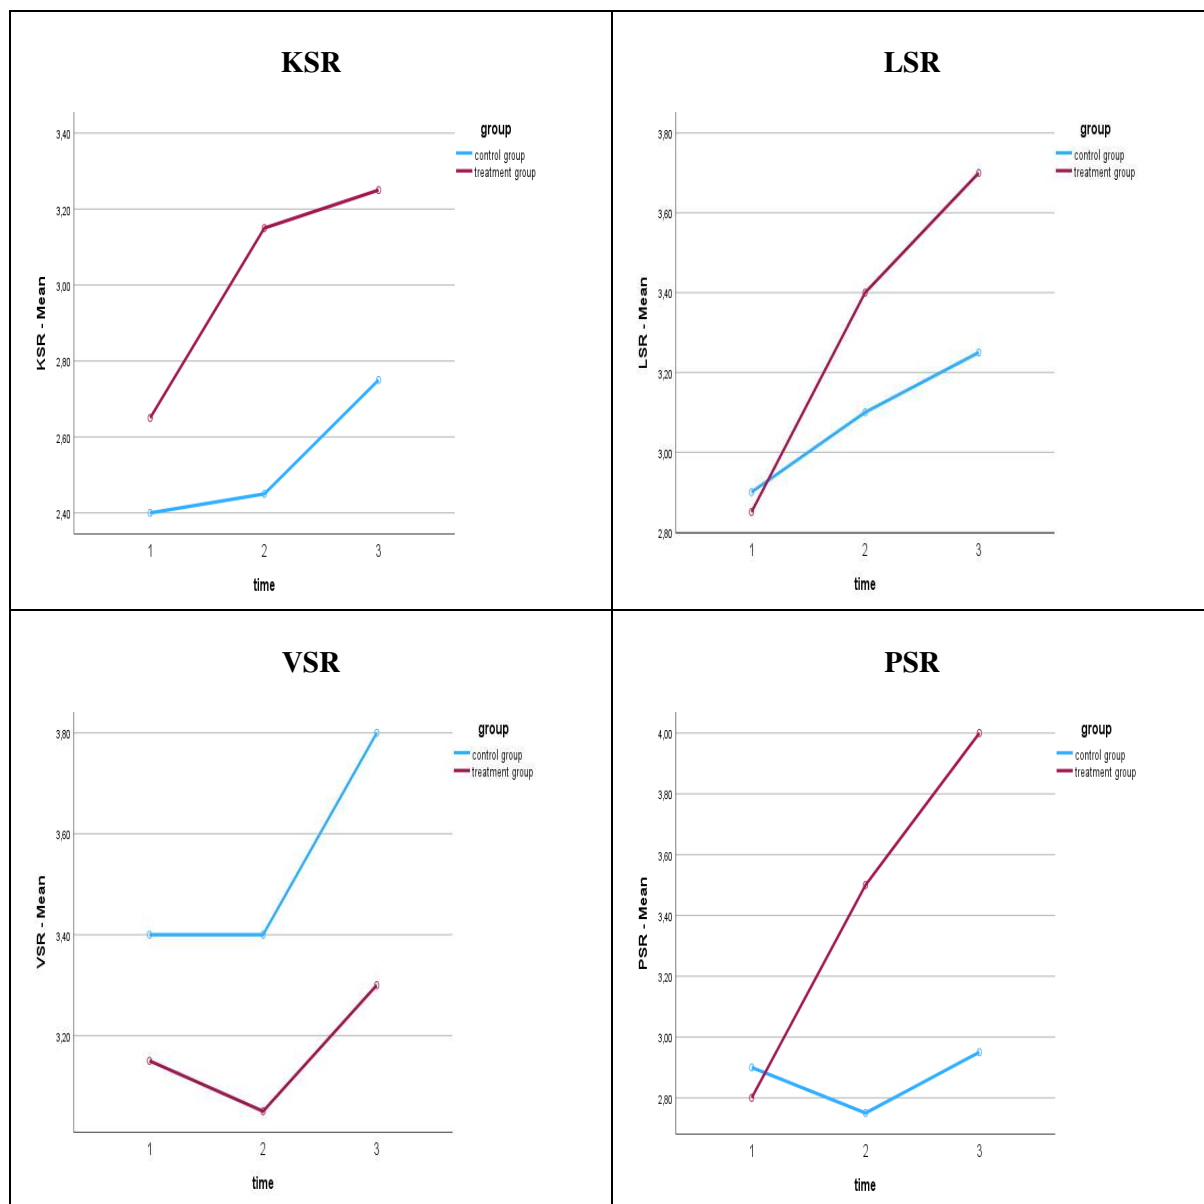 KSR
group
control group
treatment group
3,40
3,20
3,00
2,80
2,60
2,40
KSR - Mean
1 2 3
time
LSR
group
control group
treatment group
3,80
3,60
3,40
3,20
3,00
2,80
LSR - Mean
1 2 3
time
VSR
group
control group
treatment group
3,80
3,60
3,40
3,20
VSR - Mean
1 2 3
time
PSR
group
control group
treatment group
4,00
3,80
3,60
3,40
3,20
3,00
2,80
PSR - Mean
1 2 3
time